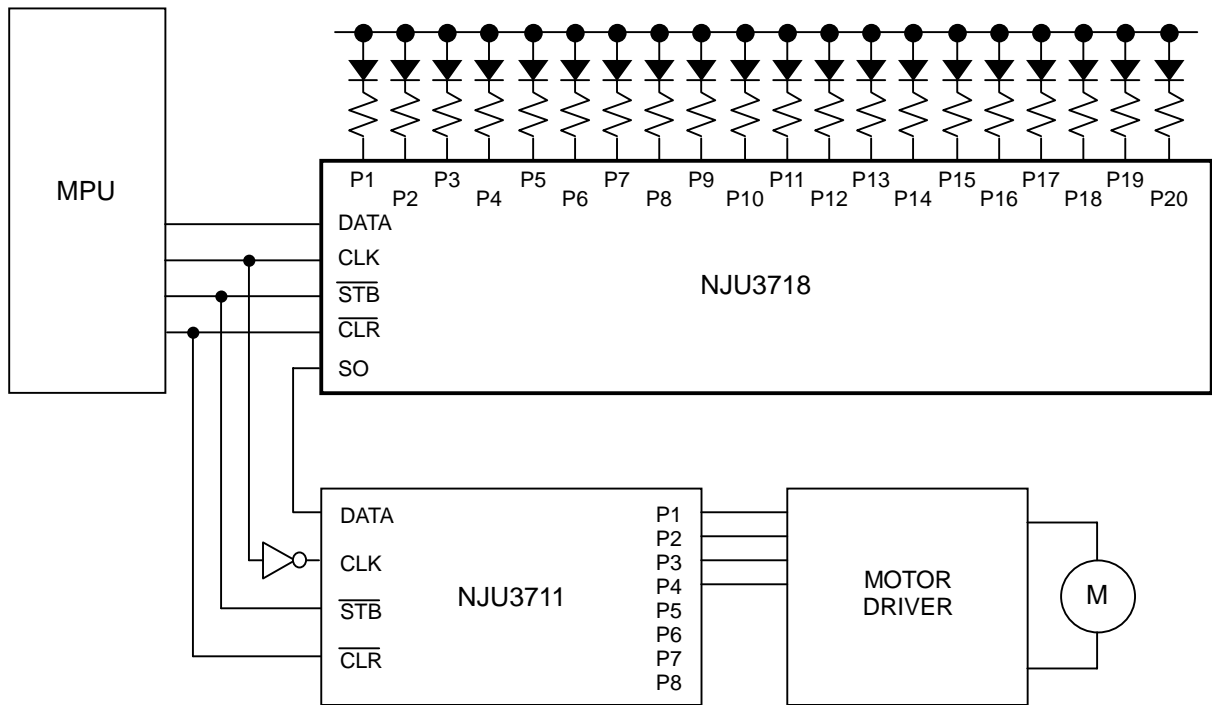 MPU
P1 P3 P5 P7 P9 P11 P13 P15 P17 P19
P2 P4 P6 P8 P10 P12 P14 P16 P18 P20
DATA
CLK
STB
CLR
SO
NJU3718
DATA
CLK
STB
CLR
NJU3711
P1
P2
P3
P4
P5
P6
P7
P8
MOTOR
DRIVER
M